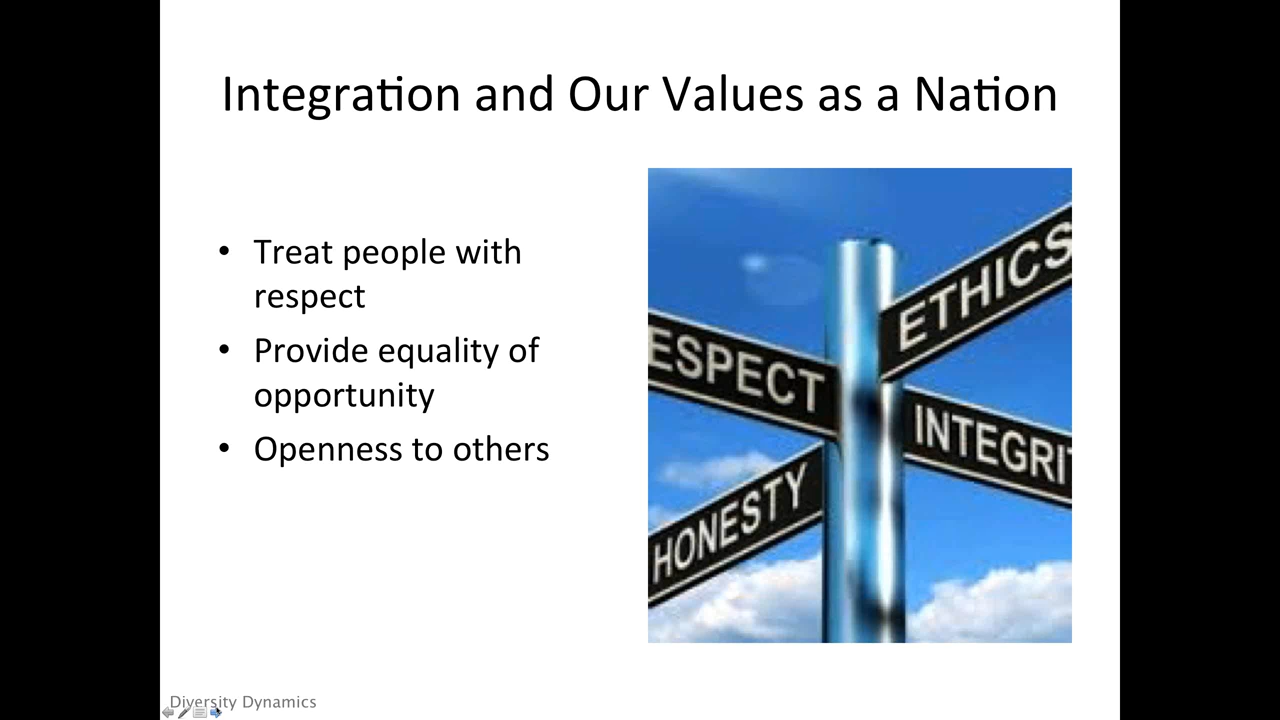 Integration and Our Values as a Nation
• Treat people with
respect
• Provide equality of
opportunity
• Openness to others
ETHICS
ESPECT
INTEGRI
HONESTY
Diversity Dynamics